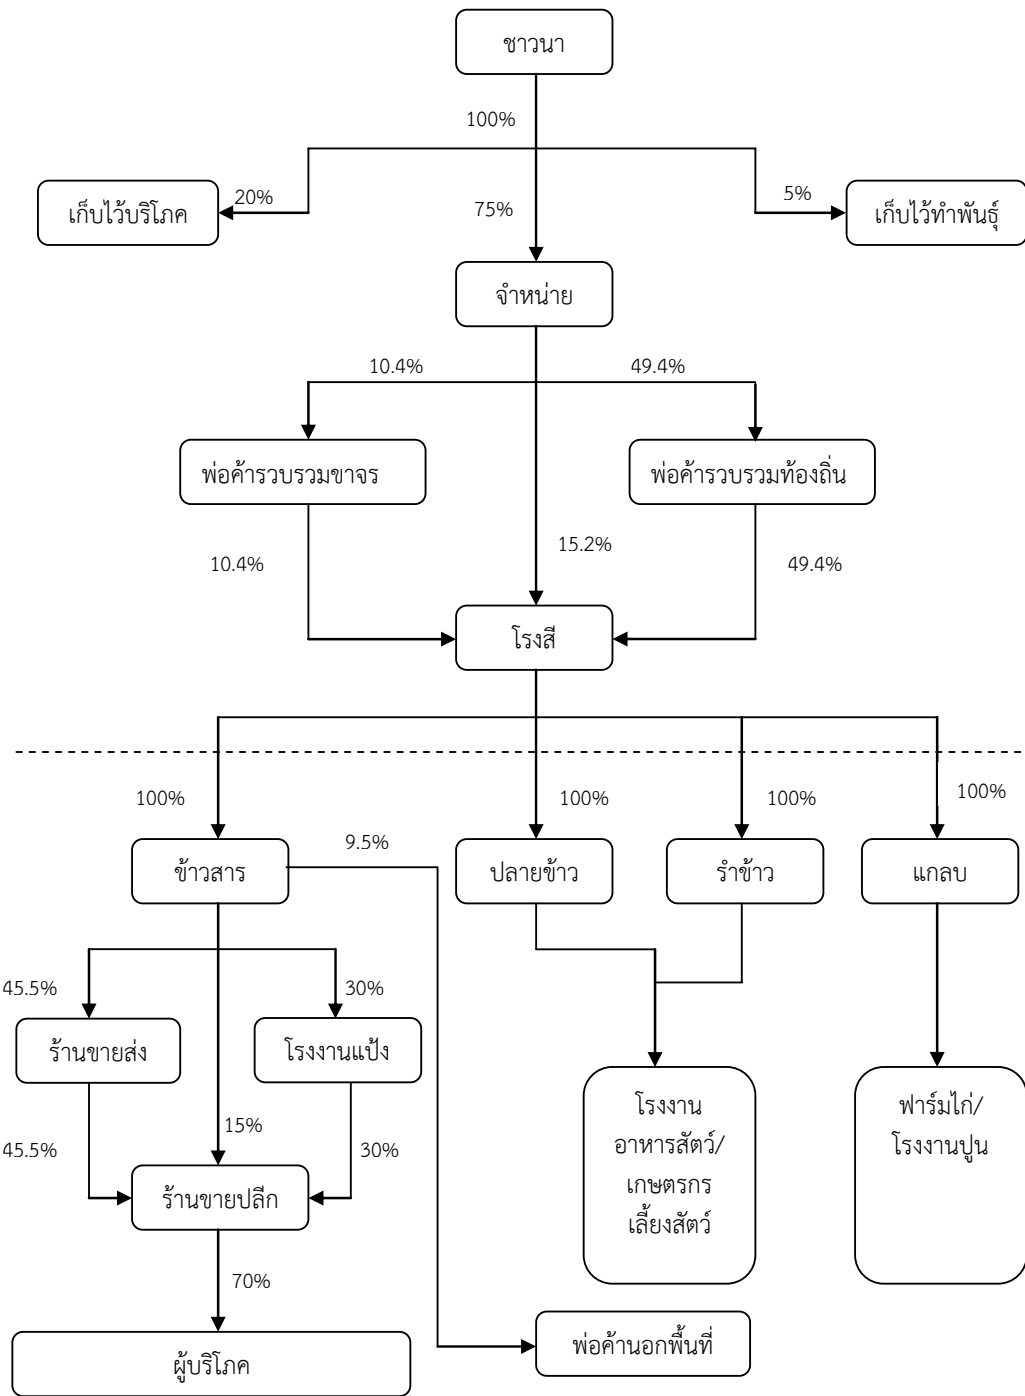 ชาวนา
100%
20%
5%
เก็บไว้บริโภค
75%
เก็บไว้ทำพันธุ์
จำหน่าย
10.4%
49.4%
พ่อค้ารวบรวมขาจร
พ่อค้ารวบรวมท้องถิ่น
10.4%
15.2%
49.4%
โรงสี
100%
100%
100%
100%
9.5%
ข้าวสาร
ปลายข้าว
รำข้าว
แกลบ
45.5%
30%
ร้านขายส่ง
โรงงานแป้ง
45.5%
15%
30%
ร้านขายปลีก
โรงงาน
อาหารสัตว์/
เกษตรกร
เลี้ยงสัตว์
ฟาร์มไก่/
โรงงานปูน
70%
ผู้บริโภค
พ่อค้านอกพื้นที่